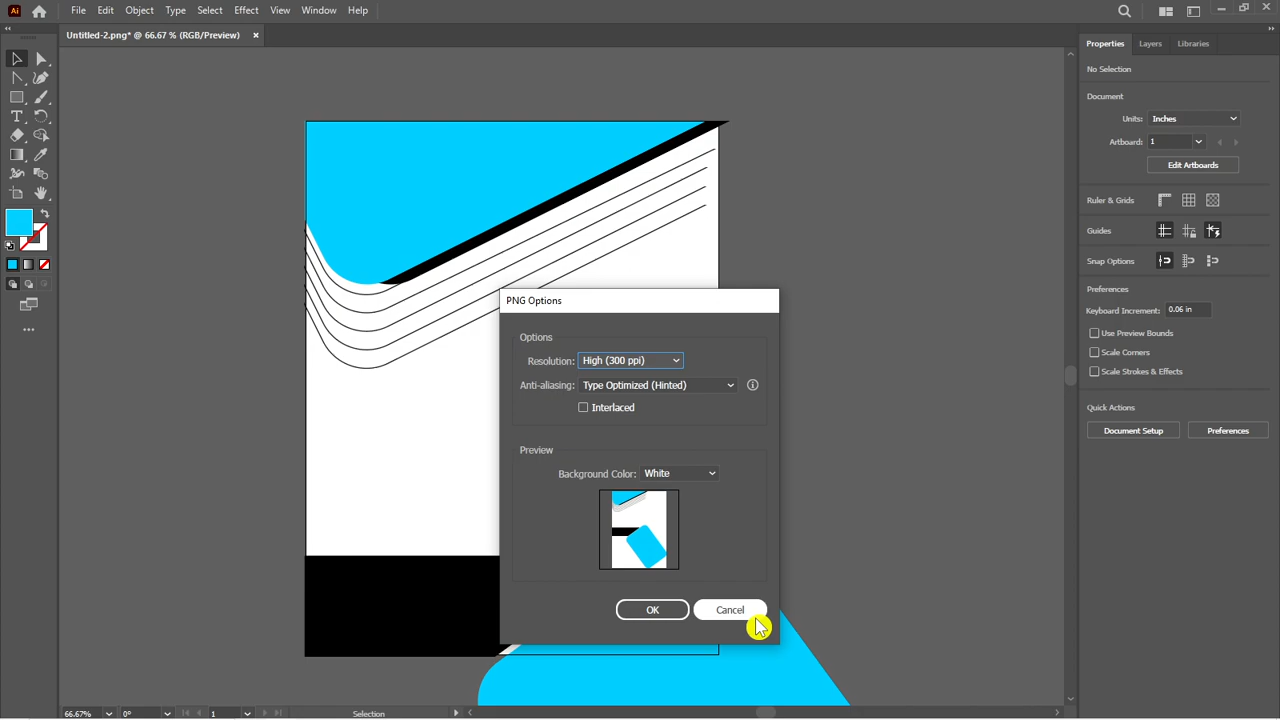 Ai File Edit Object Type Select Effect View Window Help
Untitled-2.png* @ 66.67 % (RGB/Preview)
Properties Layers Libraries
No Selection
Document
Units: Inches
Artboard: 1
Edit Artboards
Ruler & Grids
Guides
Snap Options
Preferences
Keyboard Increment: 0.06 in
Use Preview Bounds
Scale Corners
Scale Strokes & Effects
Quick Actions
Document Setup Preferences
PNG Options
Options
Resolution: High (300 ppi)
Anti-aliasing: Type Optimized (Hinted)
Interlaced
Preview
Background Color: White
OK Cancel
66.67% 0° 1 Selection